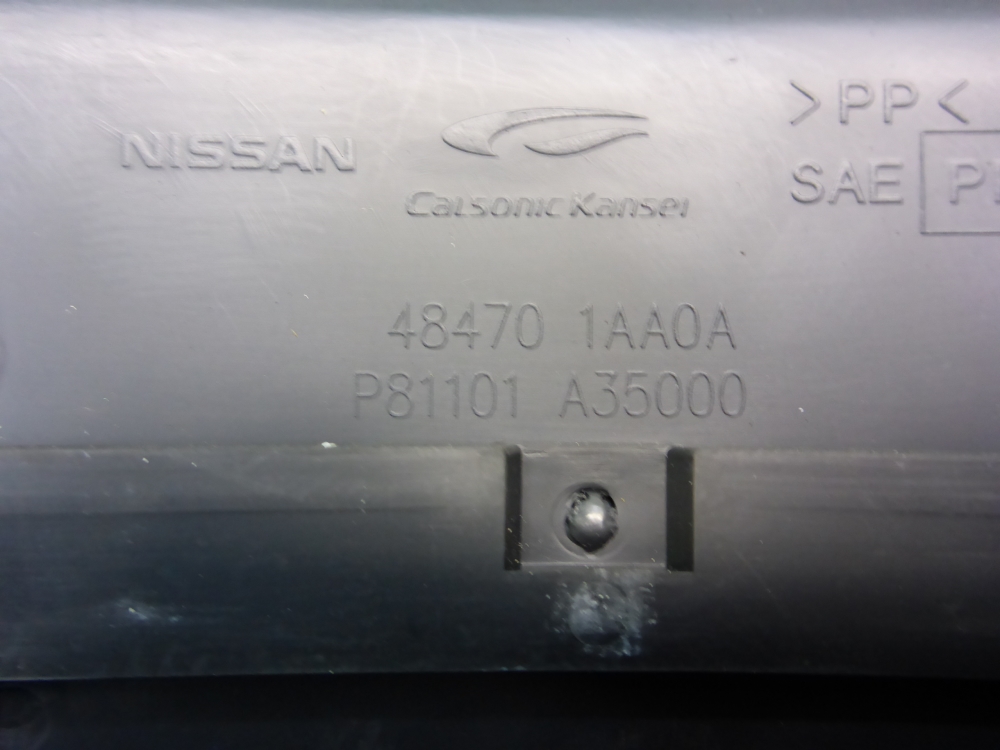 NISSAN
Calsonic Kansei
>PP<
SAE
48470 1AA0A
P81101 A35000